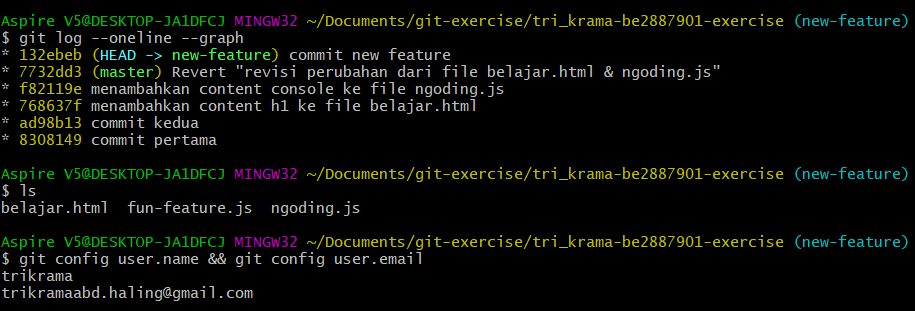 Aspire V5@DESKTOP-JA1DFCJ MINGW32 ~/Documents/git-exercise/tri_krama-be2887901-exercise (new-feature)
$ git log --oneline --graph
* 132ebeb (HEAD -> new-feature) commit new feature
* 7732dd3 (master) Revert "revisi perubahan dari file belajar.html & ngoding.js"
* f82119e menambahkan content console ke file ngoding.js
* 768637f menambahkan content h1 ke file belajar.html
* ad98b13 commit kedua
* 8308149 commit pertama
Aspire V5@DESKTOP-JA1DFCJ MINGW32 ~/Documents/git-exercise/tri_krama-be2887901-exercise (new-feature)
$ ls
belajar.html  fun-feature.js  ngoding.js
Aspire V5@DESKTOP-JA1DFCJ MINGW32 ~/Documents/git-exercise/tri_krama-be2887901-exercise (new-feature)
$ git config user.name && git config user.email
trikrama
trikramaabd.haling@gmail.com